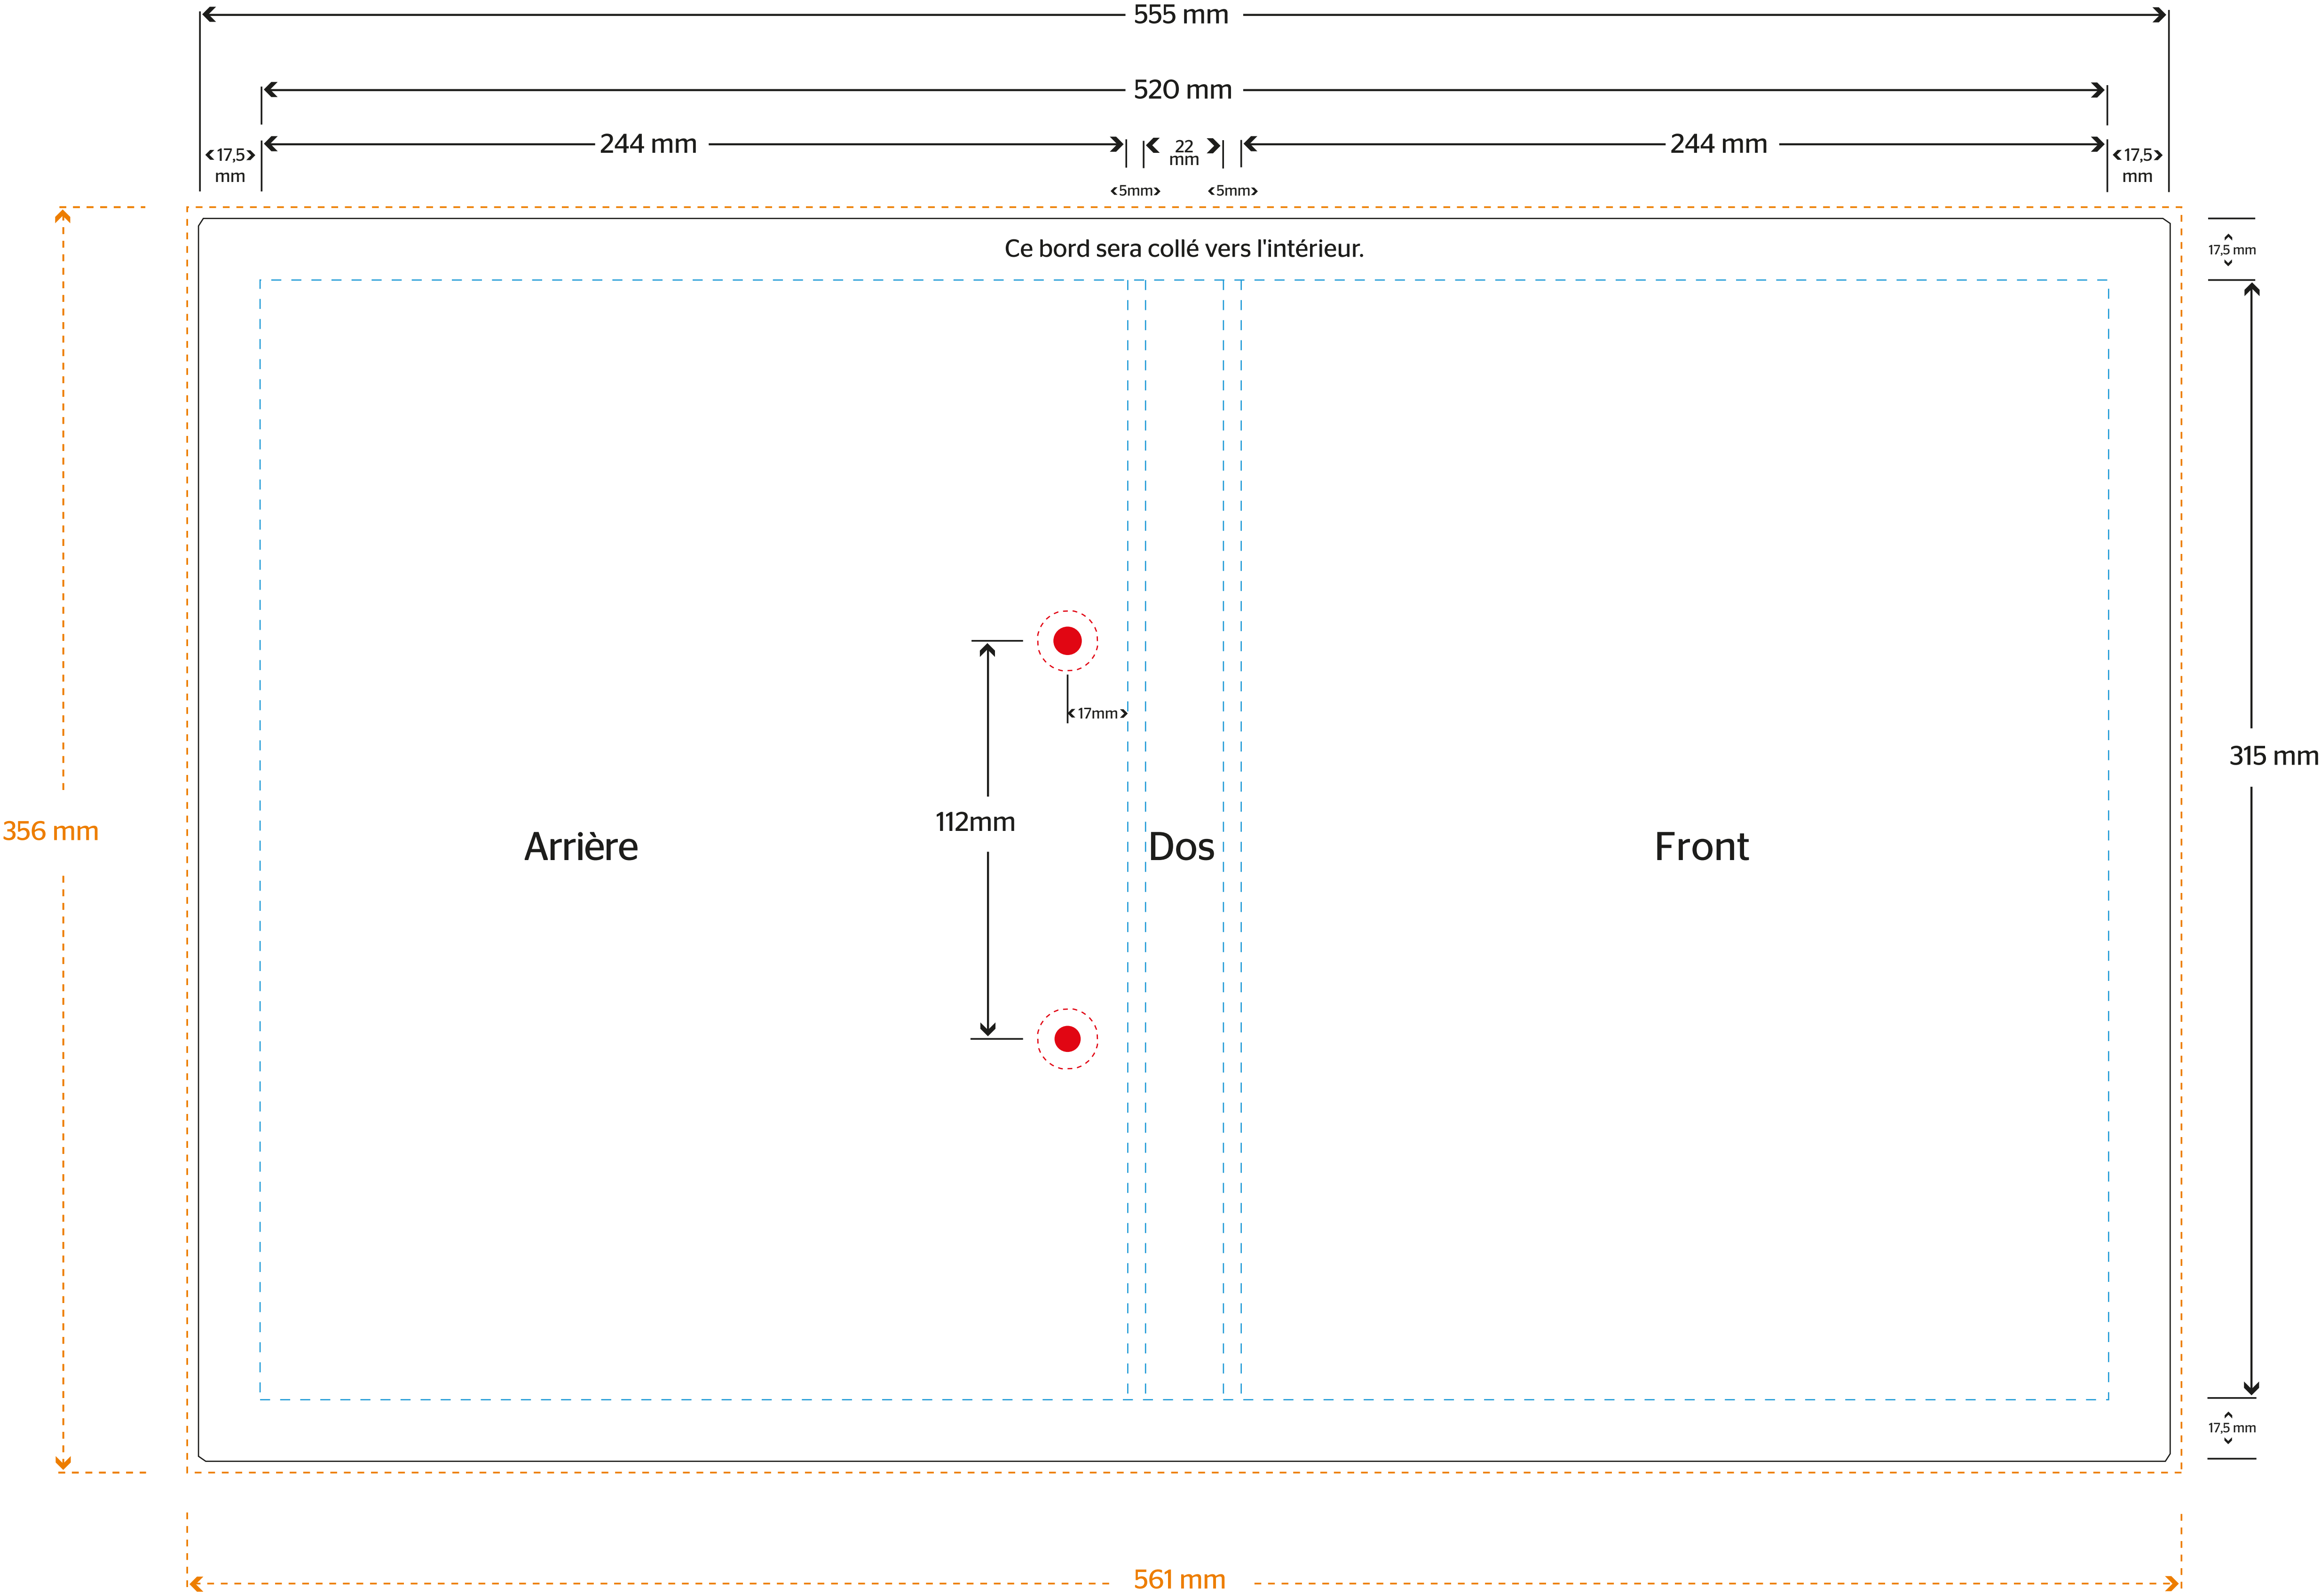 555 mm
520 mm
244 mm
22
mm
244 mm
17,5
mm
17,5
mm
5mm
5mm
Ce bord sera collé vers l'intérieur.
17,5 mm
17mm
315 mm
112mm
356 mm
Arrière
Dos
Front
17,5 mm
561 mm